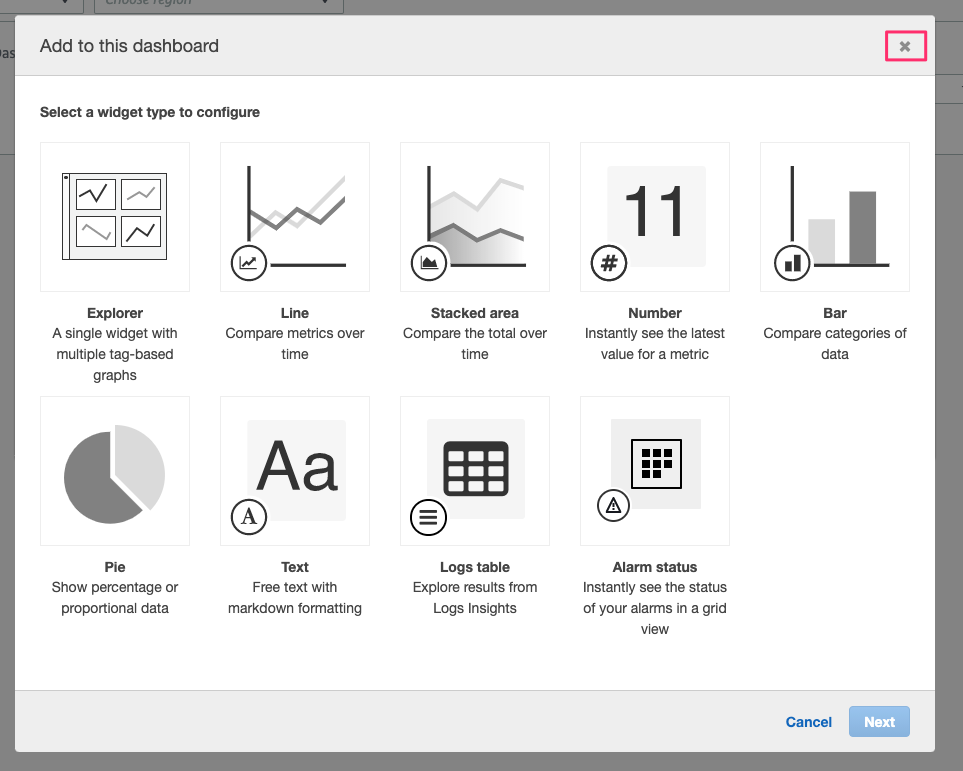 Choose region
Add to this dashboard
Select a widget type to configure
11
#
Explorer
A single widget with
multiple tag-based
graphs
Line
Compare metrics over
time
Stacked area
Compare the total over
time
Number
Instantly see the latest
value for a metric
Bar
Compare categories of
data
Aa
A
Pie
Show percentage or
proportional data
Text
Free text with
markdown formatting
Logs table
Explore results from
Logs Insights
Alarm status
Instantly see the status
of your alarms in a grid
view
Cancel
Next